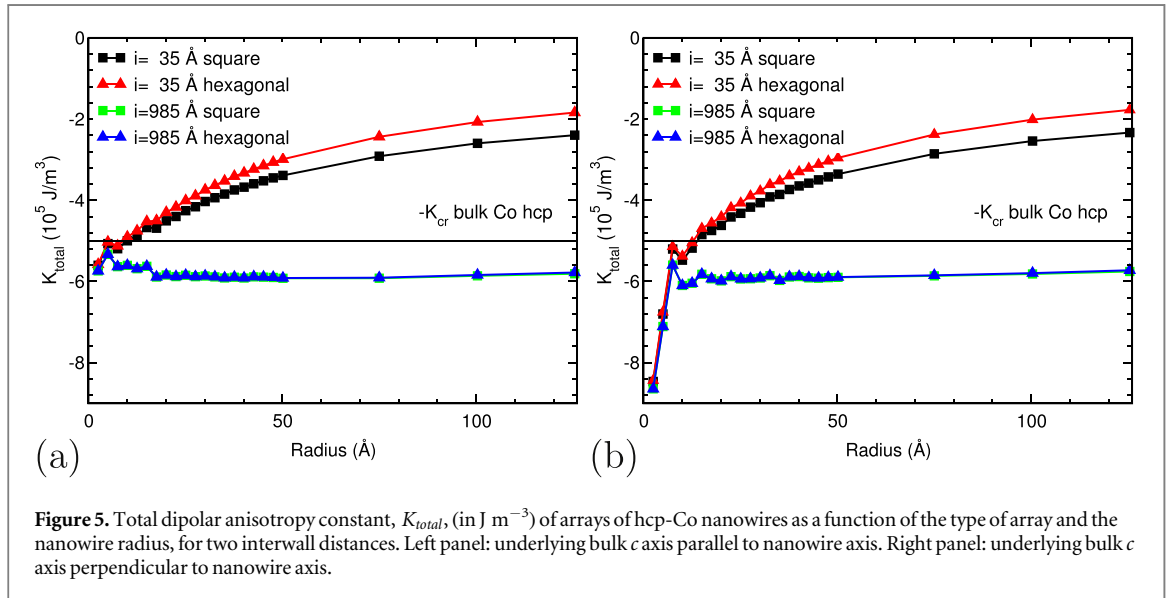 0
-2
-4
-6
-8
K_total (10^5 J/m^3)
i= 35 Å square
i= 35 Å hexagonal
i=985 Å square
i=985 Å hexagonal
-K_cr bulk Co hcp
0 50 100
Radius (Å)
(a)
0
-2
-4
-6
-8
K_total (10^5 J/m^3)
i= 35 Å square
i= 35 Å hexagonal
i=985 Å square
i=985 Å hexagonal
-K_cr bulk Co hcp
0 50 100
Radius (Å)
(b)
Figure 5. Total dipolar anisotropy constant, K_total, (in J m^−3) of arrays of hcp-Co nanowires as a function of the type of array and the
nanowire radius, for two interwall distances. Left panel: underlying bulk c axis parallel to nanowire axis. Right panel: underlying bulk c
axis perpendicular to nanowire axis.